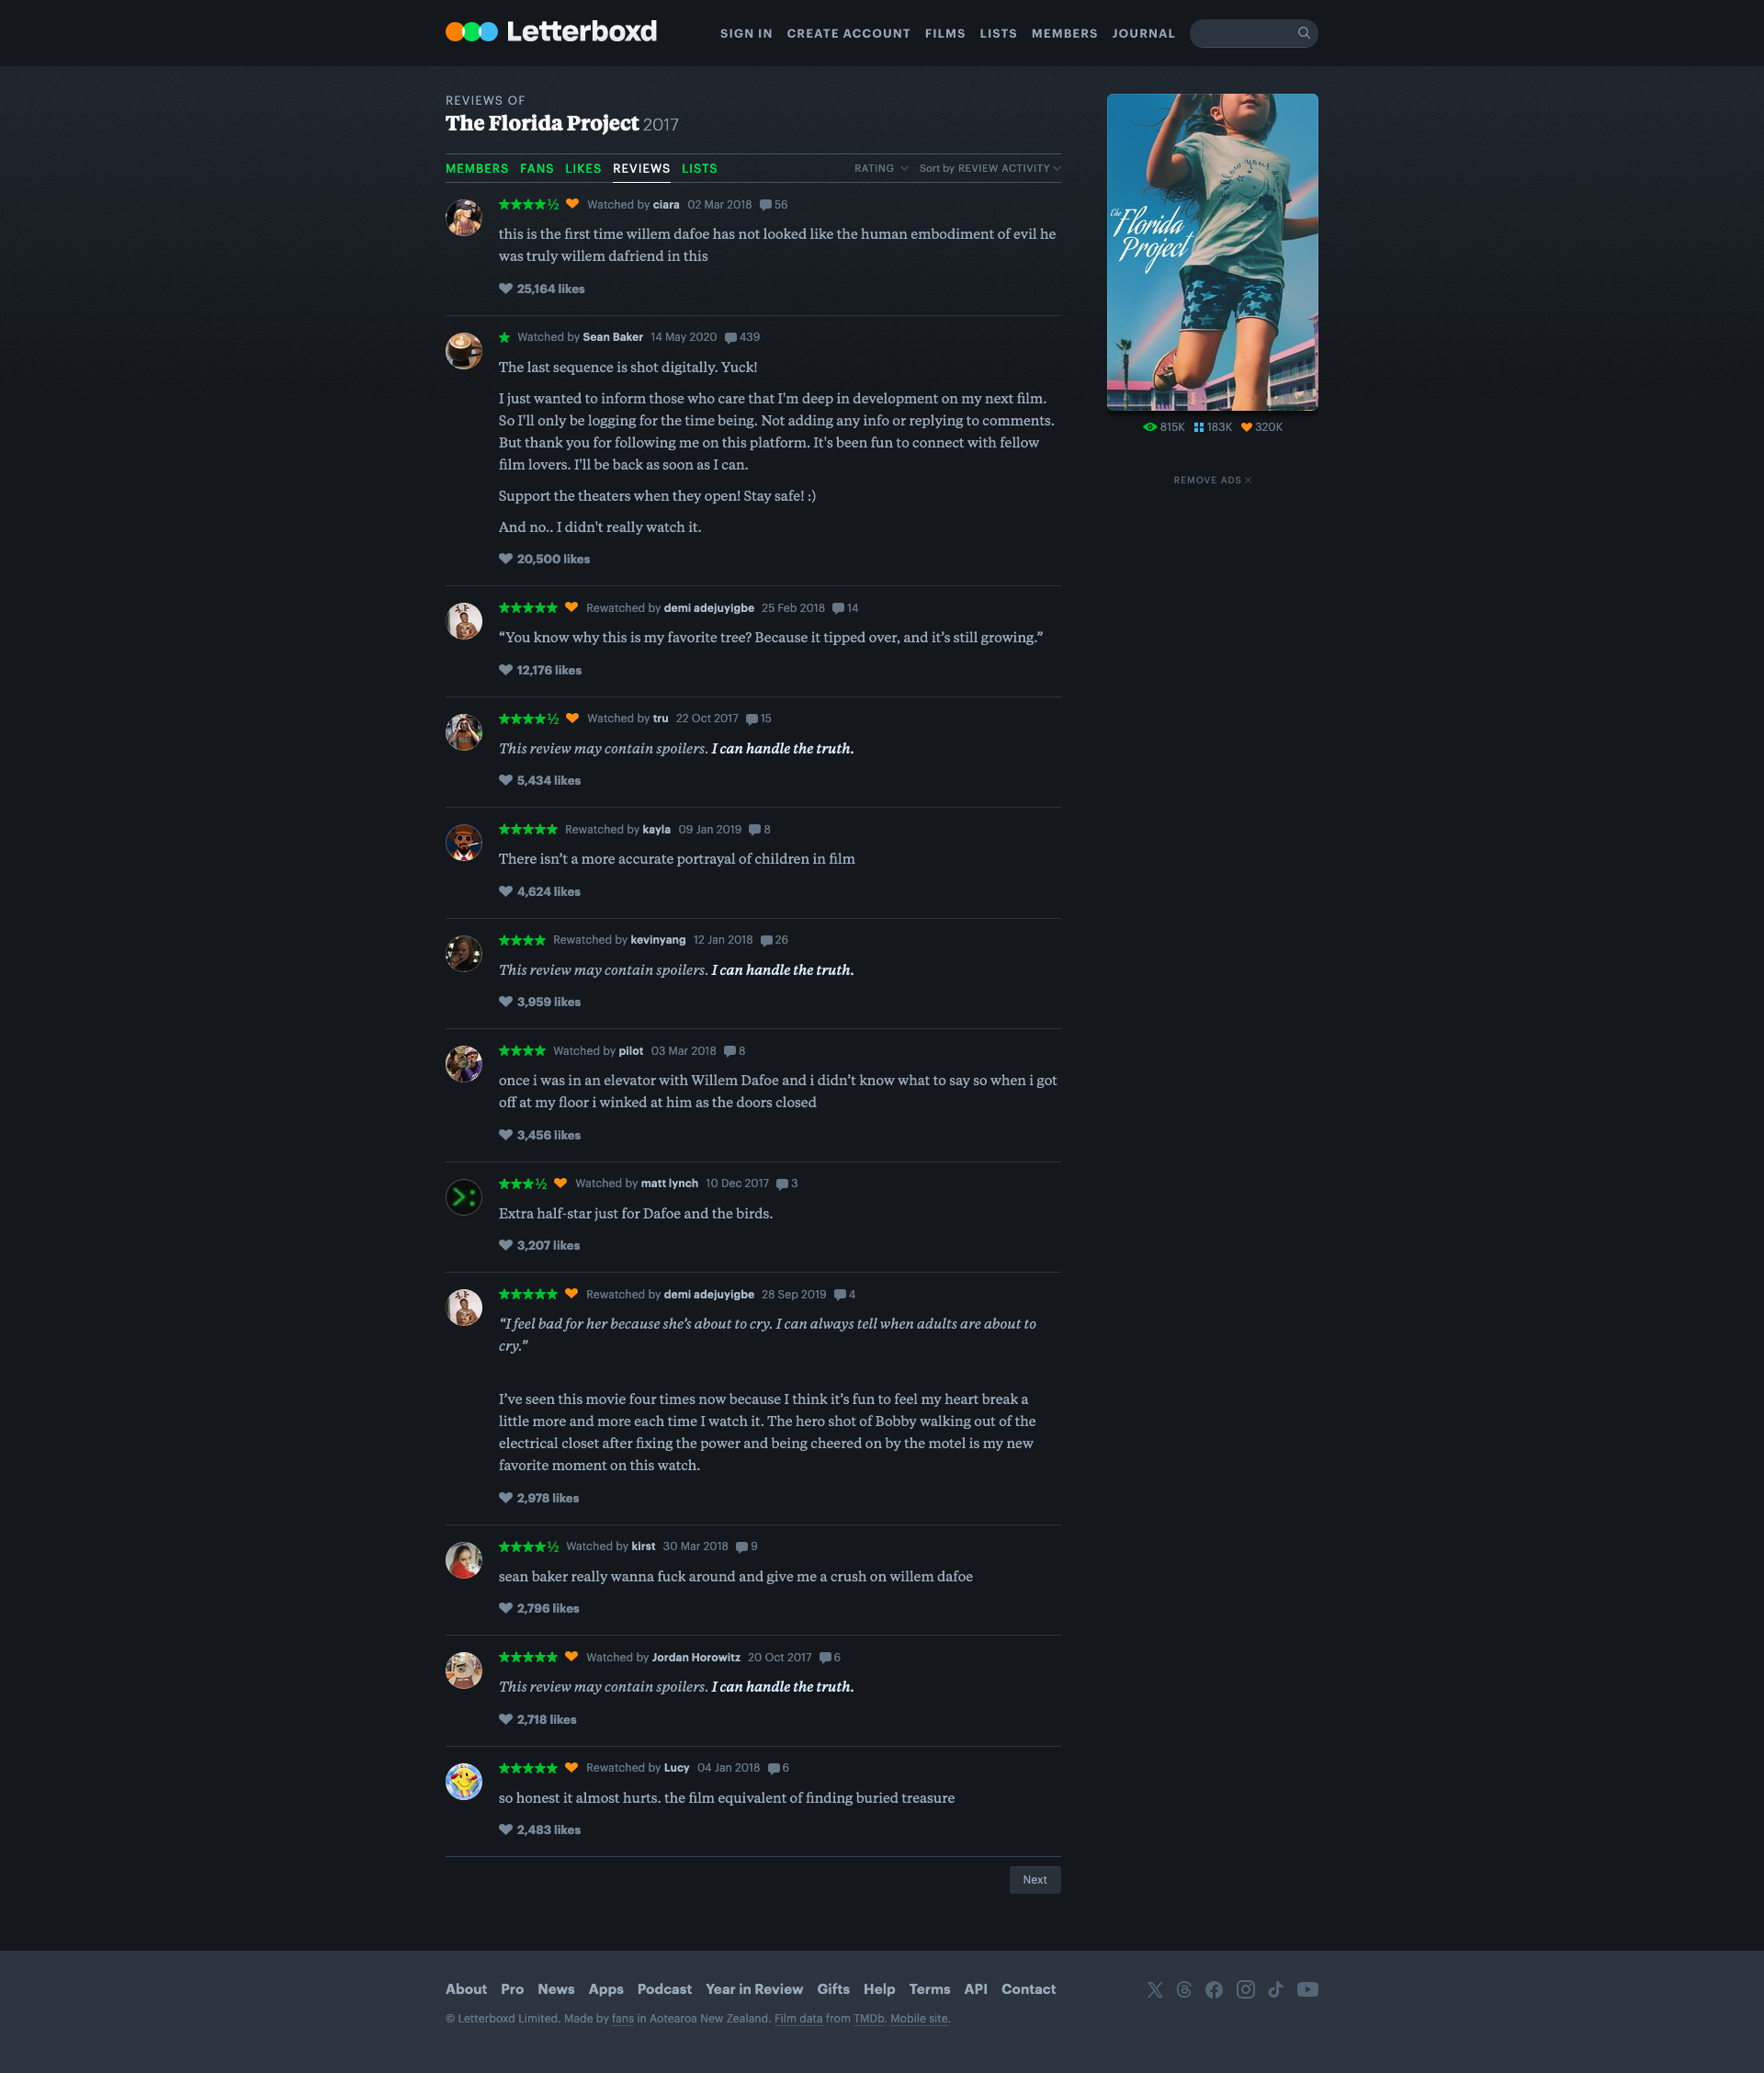 Letterboxd
SIGN IN CREATE ACCOUNT FILMS LISTS MEMBERS JOURNAL
REVIEWS OF
The Florida Project 2017
MEMBERS FANS LIKES REVIEWS LISTS RATING Sort by REVIEW ACTIVITY
★★★★½ Watched by ciara 02 Mar 2018 56
this is the first time willem dafoe has not looked like the human embodiment of evil he
was truly willem dafriend in this
25,164 likes
★ Watched by Sean Baker 14 May 2020 439
The last sequence is shot digitally. Yuck!
I just wanted to inform those who care that I'm deep in development on my next film.
So I'll only be logging for the time being. Not adding any info or replying to comments.
But thank you for following me on this platform. It's been fun to connect with fellow
film lovers. I'll be back as soon as I can.
Support the theaters when they open! Stay safe! :)
And no.. I didn't really watch it.
20,500 likes
★★★★★ Rewatched by demi adejuyigbe 25 Feb 2018 14
“You know why this is my favorite tree? Because it tipped over, and it’s still growing.”
12,176 likes
★★★★½ Watched by tru 22 Oct 2017 15
This review may contain spoilers. I can handle the truth.
5,434 likes
★★★★★ Rewatched by kayla 09 Jan 2019 8
There isn’t a more accurate portrayal of children in film
4,624 likes
★★★★ Rewatched by kevinyang 12 Jan 2018 26
This review may contain spoilers. I can handle the truth.
3,959 likes
★★★★ Watched by pilot 03 Mar 2018 8
once i was in an elevator with Willem Dafoe and i didn’t know what to say so when i got
off at my floor i winked at him as the doors closed
3,456 likes
★★★½ Watched by matt lynch 10 Dec 2017 3
Extra half-star just for Dafoe and the birds.
3,207 likes
★★★★★ Rewatched by demi adejuyigbe 28 Sep 2019 4
“I feel bad for her because she’s about to cry. I can always tell when adults are about to
cry.”
I’ve seen this movie four times now because I think it’s fun to feel my heart break a
little more and more each time I watch it. The hero shot of Bobby walking out of the
electrical closet after fixing the power and being cheered on by the motel is my new
favorite moment on this watch.
2,978 likes
★★★★½ Watched by kirst 30 Mar 2018 9
sean baker really wanna fuck around and give me a crush on willem dafoe
2,796 likes
★★★★★ Watched by Jordan Horowitz 20 Oct 2017 6
This review may contain spoilers. I can handle the truth.
2,718 likes
★★★★★ Rewatched by Lucy 04 Jan 2018 6
so honest it almost hurts. the film equivalent of finding buried treasure
2,483 likes
Next
The
Florida
Project
815K 183K 320K
REMOVE ADS
About Pro News Apps Podcast Year in Review Gifts Help Terms API Contact
© Letterboxd Limited. Made by fans in Aotearoa New Zealand. Film data from TMDb. Mobile site.